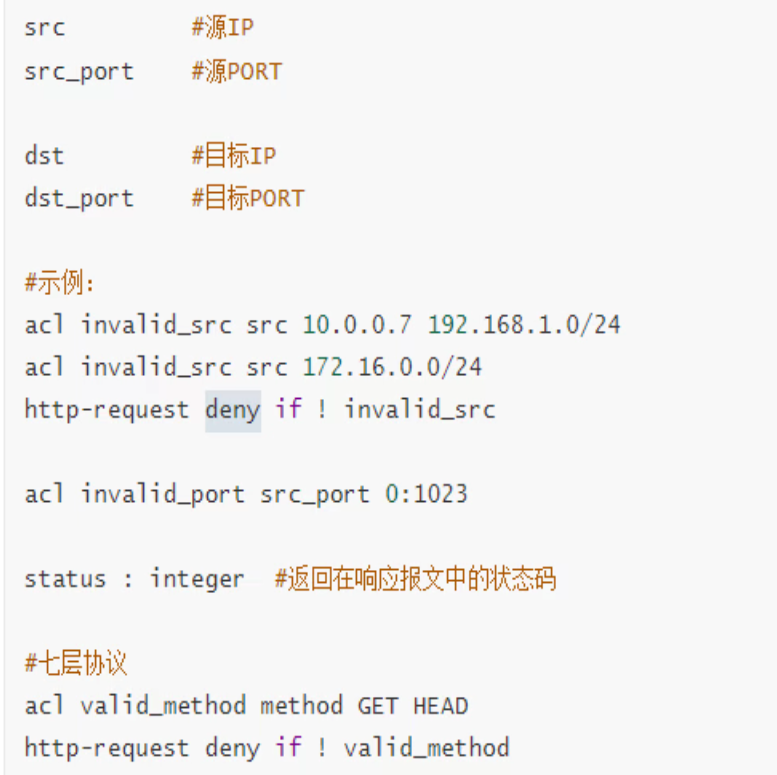 src #源IP
src_port #源PORT
dst #目标IP
dst_port #目标PORT
#示例：
acl invalid_src src 10.0.0.7 192.168.1.0/24
acl invalid_src src 172.16.0.0/24
http-request deny if ! invalid_src
acl invalid_port src_port 0:1023
status : integer #返回在响应报文中的状态码
#七层协议
acl valid_method method GET HEAD
http-request deny if ! valid_method